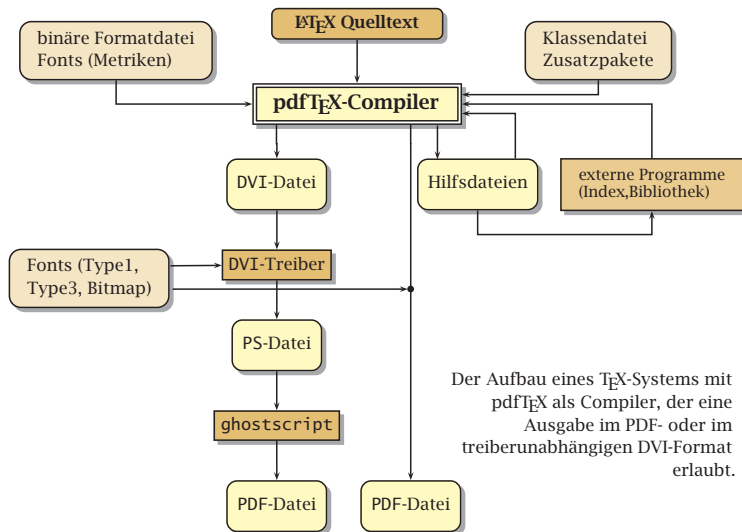 LATEX Quelltext
binäre Formatdatei
Fonts (Metriken)
Klassendatei
Zusatzpakete
pdfTEX-Compiler
DVI-Datei
Hilfsdateien
externe Programme
(Index,Bibliothek)
Fonts (Type1,
Type3, Bitmap)
DVI-Treiber
PS-Datei
Der Aufbau eines TEX-Systems mit
pdfTEX als Compiler, der eine
Ausgabe im PDF- oder im
treiberunabhängigen DVI-Format
erlaubt.
ghostscript
PDF-Datei
PDF-Datei